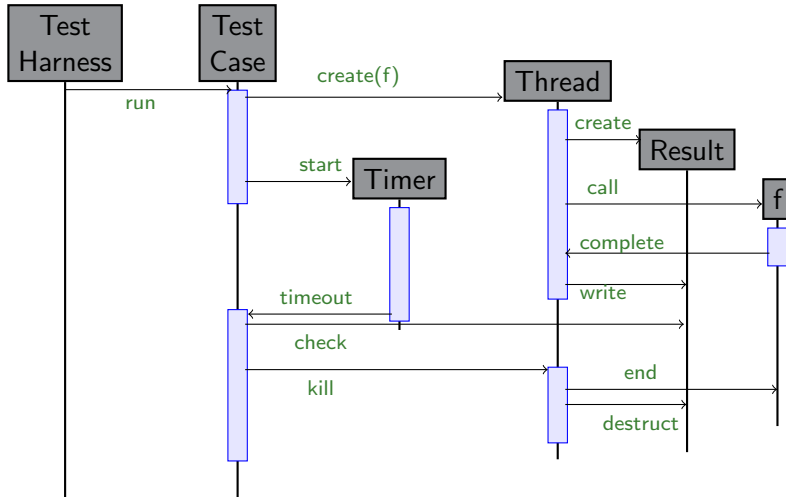 Test
Harness
Test
Case
Thread
create(f)
run
create
Result
start
Timer
call
f
complete
timeout
write
check
kill
end
destruct